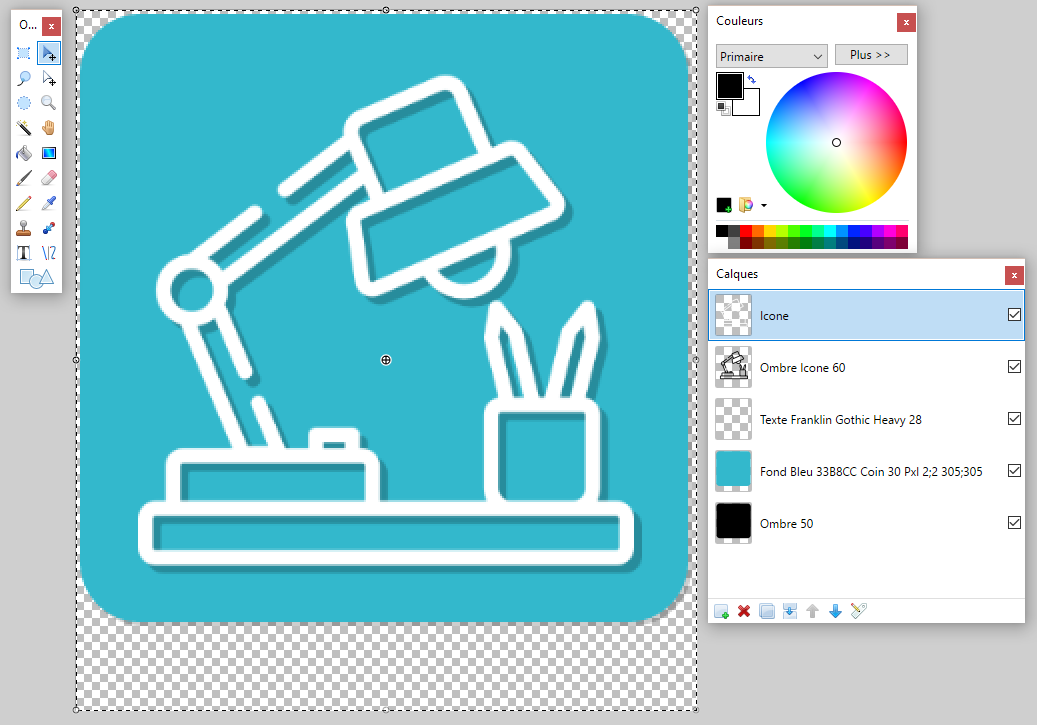 O...
Couleurs
Primaire
Plus >>
Calques
Icone
Ombre Icone 60
Texte Franklin Gothic Heavy 28
Fond Bleu 33B8CC Coin 30 Pxl 2;2 305;305
Ombre 50